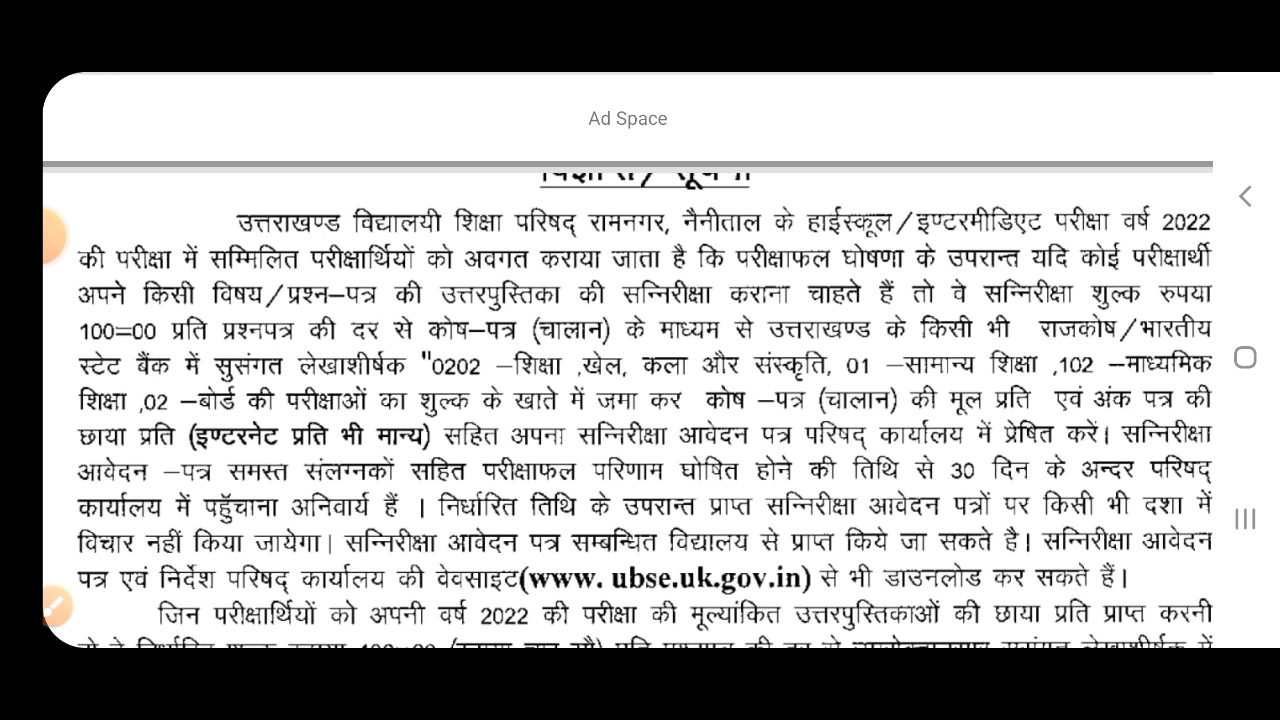 Ad Space
विज्ञप्ति/ सूचना
उत्तराखण्ड विद्यालयी शिक्षा परिषद् रामनगर, नैनीताल के हाईस्कूल/इण्टरमीडिएट परीक्षा वर्ष 2022
की परीक्षा में सम्मिलित परीक्षार्थियों को अवगत कराया जाता है कि परीक्षाफल घोषणा के उपरान्त यदि कोई परीक्षार्थी
अपने किसी विषय/प्रश्न–पत्र की उत्तरपुस्तिका की सन्निरीक्षा कराना चाहते हैं तो वे सन्निरीक्षा शुल्क रुपया
100=00 प्रति प्रश्नपत्र की दर से कोष–पत्र (चालान) के माध्यम से उत्तराखण्ड के किसी भी राजकोष/भारतीय
स्टेट बैंक में सुसंगत लेखाशीर्षक "0202 –शिक्षा ,खेल, कला और संस्कृति, 01 –सामान्य शिक्षा ,102 –माध्यमिक
शिक्षा ,02 –बोर्ड की परीक्षाओं का शुल्क के खाते में जमा कर कोष –पत्र (चालान) की मूल प्रति एवं अंक पत्र की
छाया प्रति (इण्टरनेट प्रति भी मान्य) सहित अपना सन्निरीक्षा आवेदन पत्र परिषद् कार्यालय में प्रेषित करें। सन्निरीक्षा
आवेदन –पत्र समस्त संलग्नकों सहित परीक्षाफल परिणाम घोषित होने की तिथि से 30 दिन के अन्दर परिषद्
कार्यालय में पहुँचाना अनिवार्य हैं । निर्धारित तिथि के उपरान्त प्राप्त सन्निरीक्षा आवेदन पत्रों पर किसी भी दशा में
विचार नहीं किया जायेगा। सन्निरीक्षा आवेदन पत्र सम्बन्धित विद्यालय से प्राप्त किये जा सकते है। सन्निरीक्षा आवेदन
पत्र एवं निर्देश परिषद् कार्यालय की वेवसाइट(www. ubse.uk.gov.in) से भी डाउनलोड कर सकते हैं।
जिन परीक्षार्थियों को अपनी वर्ष 2022 की परीक्षा की मूल्यांकित उत्तरपुस्तिकाओं की छाया प्रति प्राप्त करनी